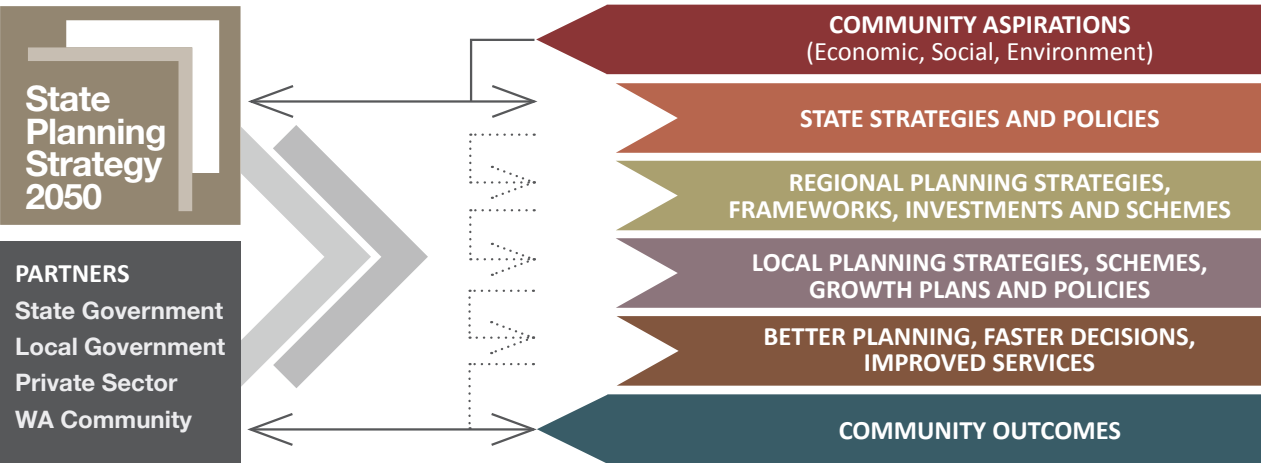 State
Planning
Strategy
2050
PARTNERS
State Government
Local Government
Private Sector
WA Community
COMMUNITY ASPIRATIONS
(Economic, Social, Environment)
STATE STRATEGIES AND POLICIES
REGIONAL PLANNING STRATEGIES,
FRAMEWORKS, INVESTMENTS AND SCHEMES
LOCAL PLANNING STRATEGIES, SCHEMES,
GROWTH PLANS AND POLICIES
BETTER PLANNING, FASTER DECISIONS,
IMPROVED SERVICES
COMMUNITY OUTCOMES